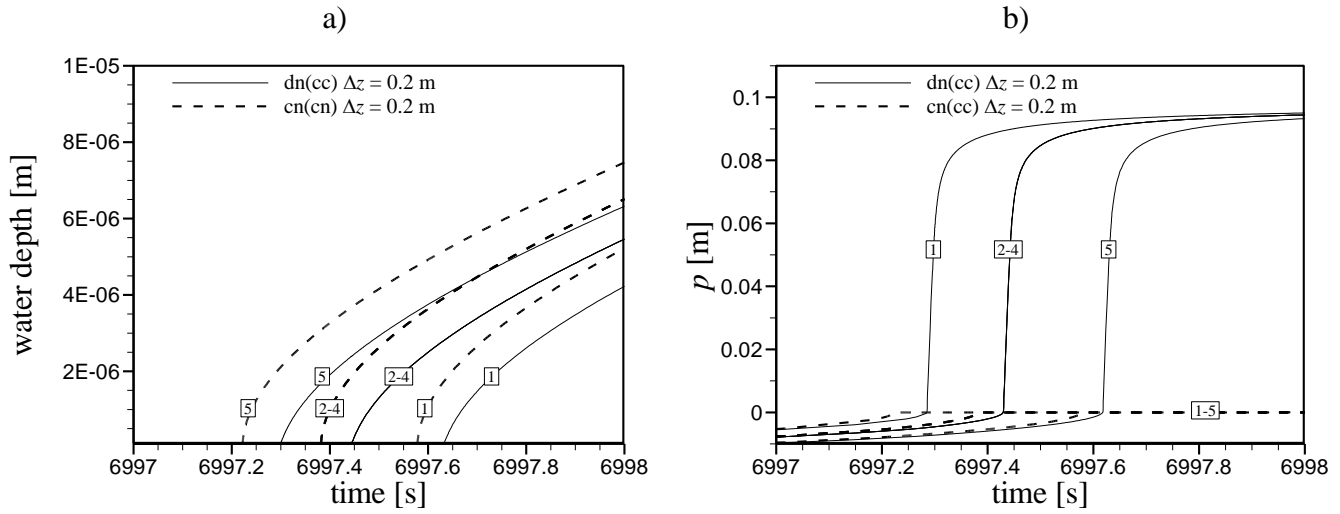 a)
1E-05
8E-06
6E-06
4E-06
2E-06
water depth [m]
dn(cc) Δz = 0.2 m
cn(cn) Δz = 0.2 m
5
2-4
1
5
2-4
1
6997
6997.2
6997.4
6997.6
6997.8
6998
time [s]
b)
0.1
0.08
0.06
0.04
0.02
0
p [m]
dn(cc) Δz = 0.2 m
cn(cc) Δz = 0.2 m
1
2-4
5
1-5
6997
6997.2
6997.4
6997.6
6997.8
6998
time [s]